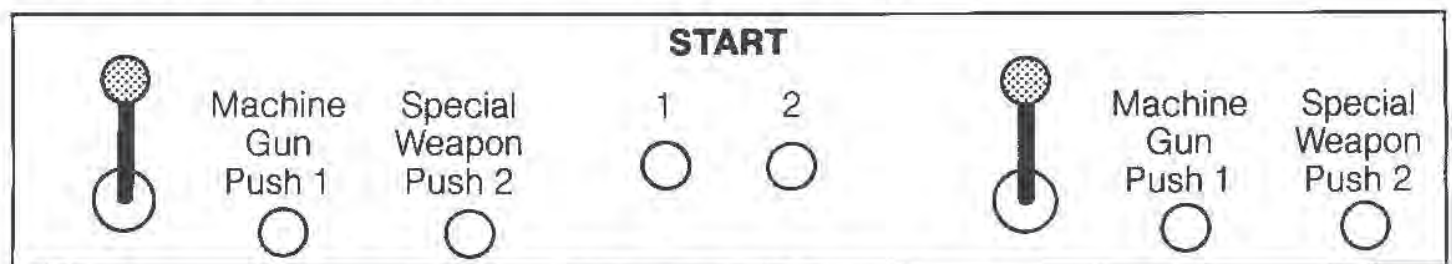 START
Machine
Gun
Push 1
Special
Weapon
Push 2
1 2
Machine
Gun
Push 1
Special
Weapon
Push 2